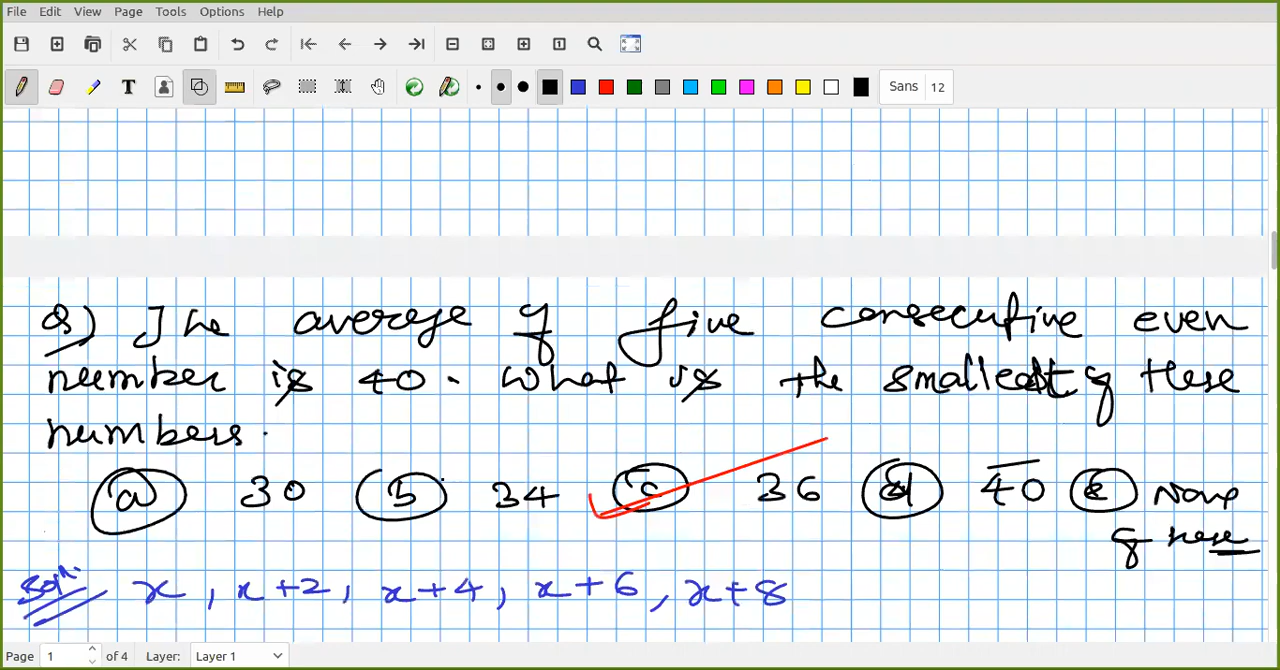 File Edit View Page Tools Options Help
Sans 12
Q) The average of five consecutive even
number is 40. What is the smallest of these
numbers.
a 30 b 34 c 36 d 40 e None
of these
Soln. x, x+2, x+4, x+6, x+8
Page 1 of 4 Layer: Layer 1